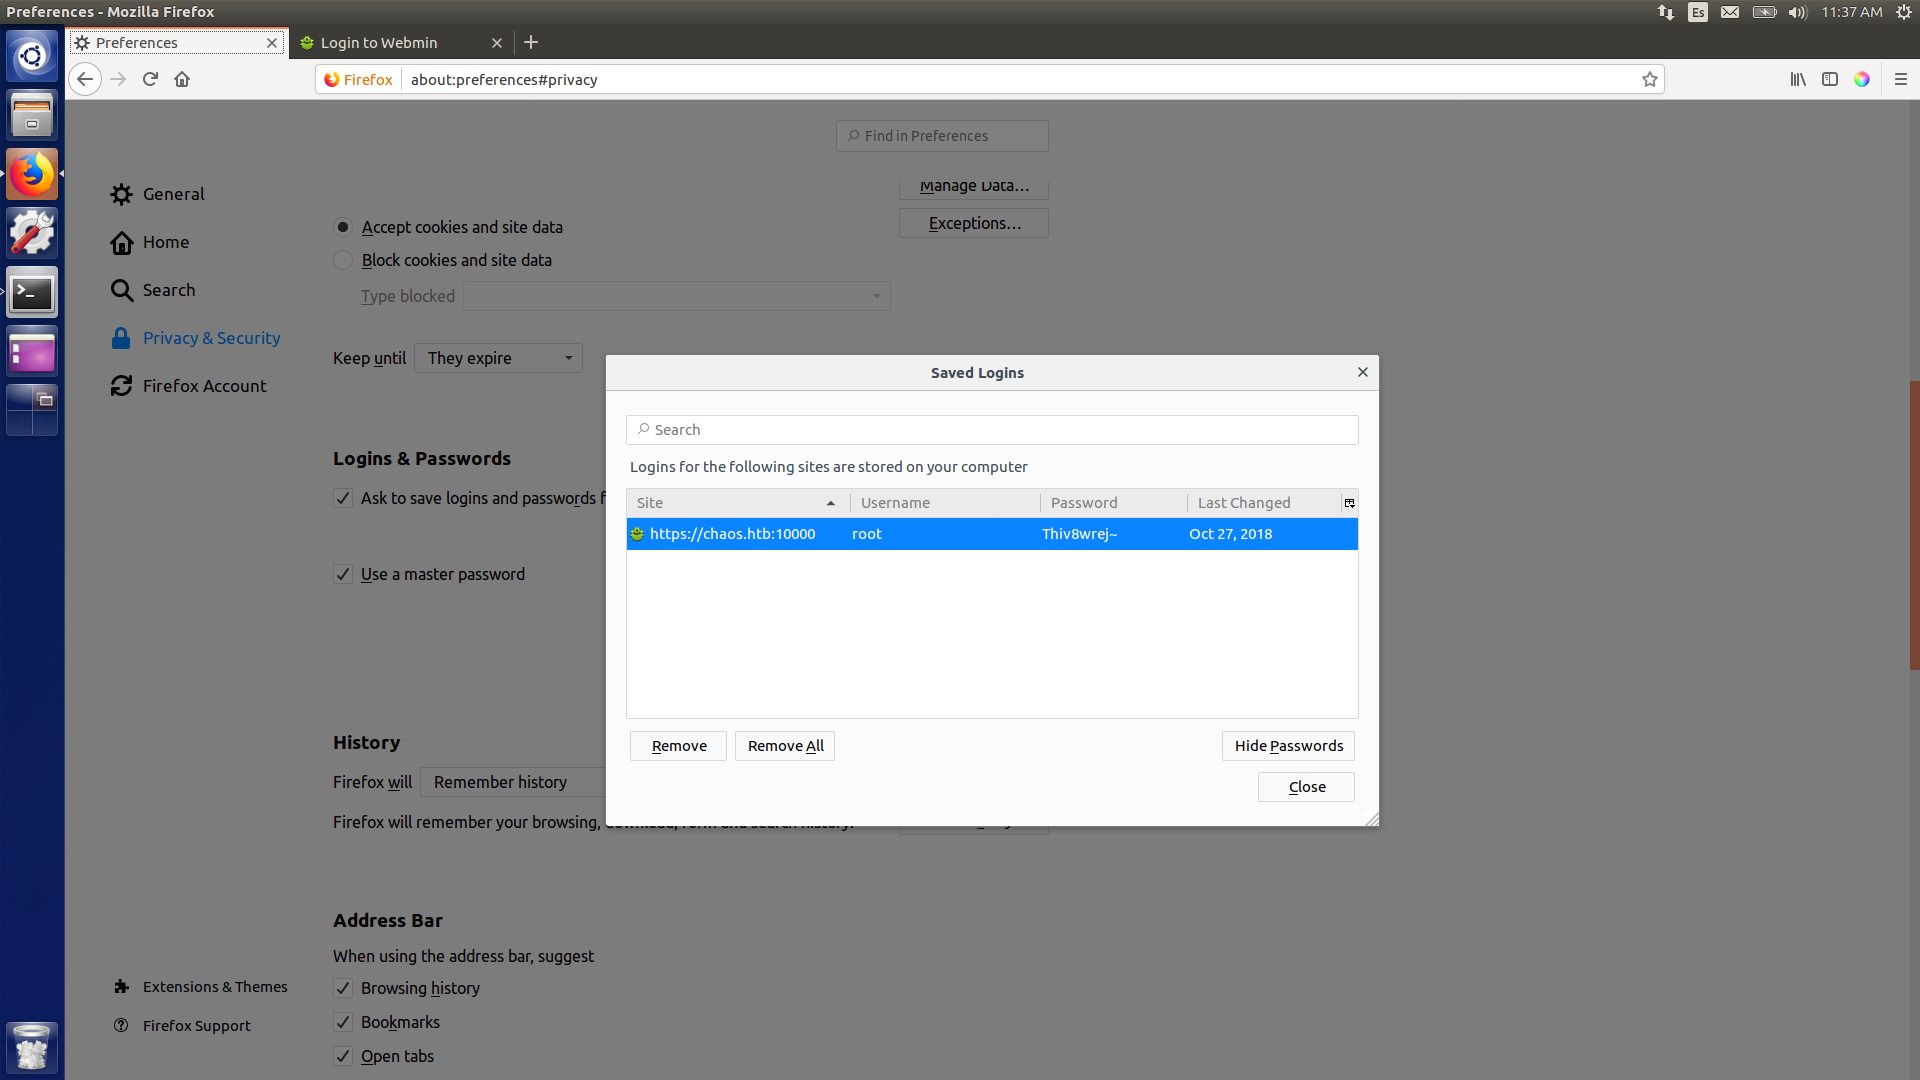 Preferences - Mozilla Firefox
Es
11:37 AM
Preferences
Login to Webmin
Firefox
about:preferences#privacy
Find in Preferences
General
Home
Search
Privacy & Security
Firefox Account
Manage Data…
Accept cookies and site data
Exceptions…
Block cookies and site data
Type blocked
Keep until
They expire
Logins & Passwords
Ask to save logins and passwords f
Use a master password
Saved Logins
Search
Logins for the following sites are stored on your computer
Site
Username
Password
Last Changed
https://chaos.htb:10000
root
Thiv8wrej~
Oct 27, 2018
Remove
Remove All
Hide Passwords
Close
History
Firefox will
Remember history
Firefox will remember your browsing, download, form and search history.
Address Bar
When using the address bar, suggest
Browsing history
Bookmarks
Open tabs
Extensions & Themes
Firefox Support